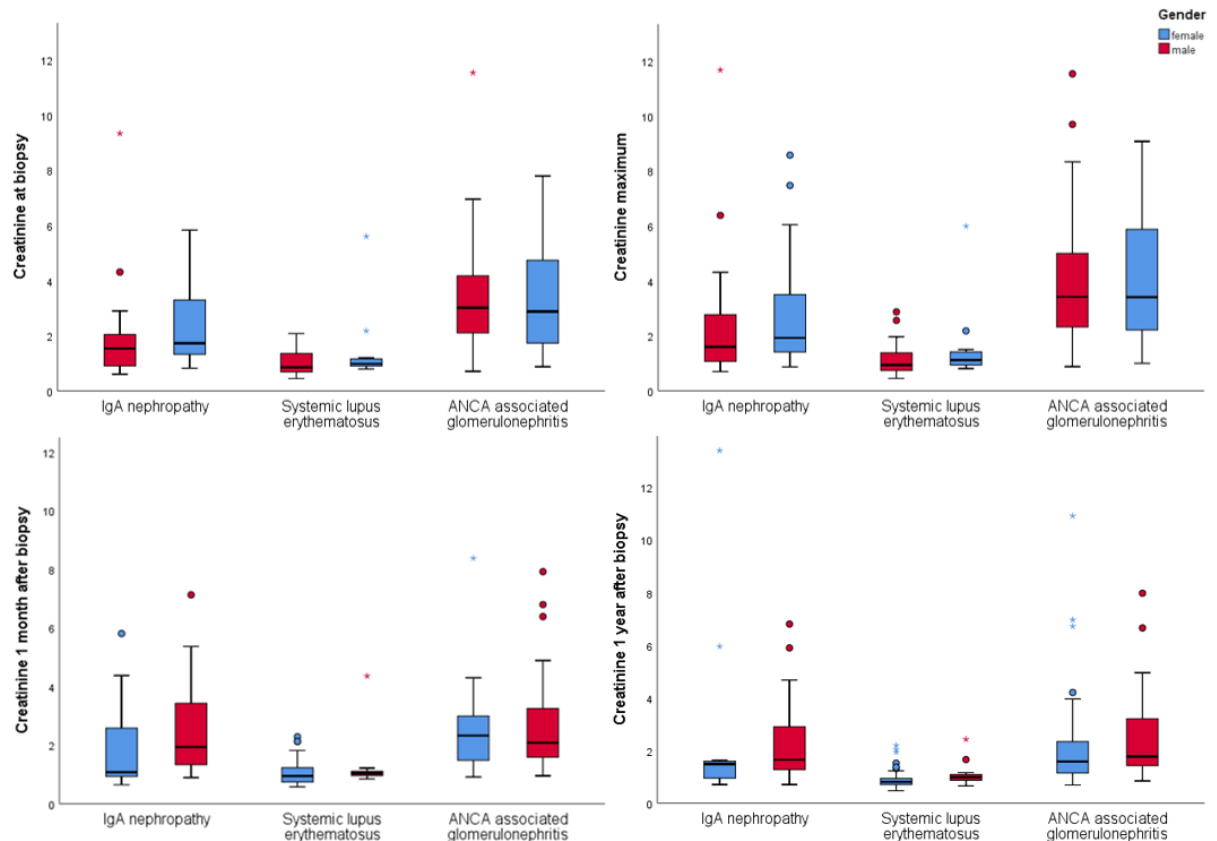 Gender
female
male
Creatinine at biopsy
12
10
8
6
4
2
0
IgA nephropathy
Systemic lupus
erythematosus
ANCA associated
glomerulonephritis
Creatinine maximum
12
10
8
6
4
2
0
IgA nephropathy
Systemic lupus
erythematosus
ANCA associated
glomerulonephritis
Creatinine 1 month after biopsy
12
10
8
6
4
2
0
IgA nephropathy
Systemic lupus
erythematosus
ANCA associated
glomerulonephritis
Creatinine 1 year after biopsy
12
10
8
6
4
2
0
IgA nephropathy
Systemic lupus
erythematosus
ANCA associated
glomerulonephritis